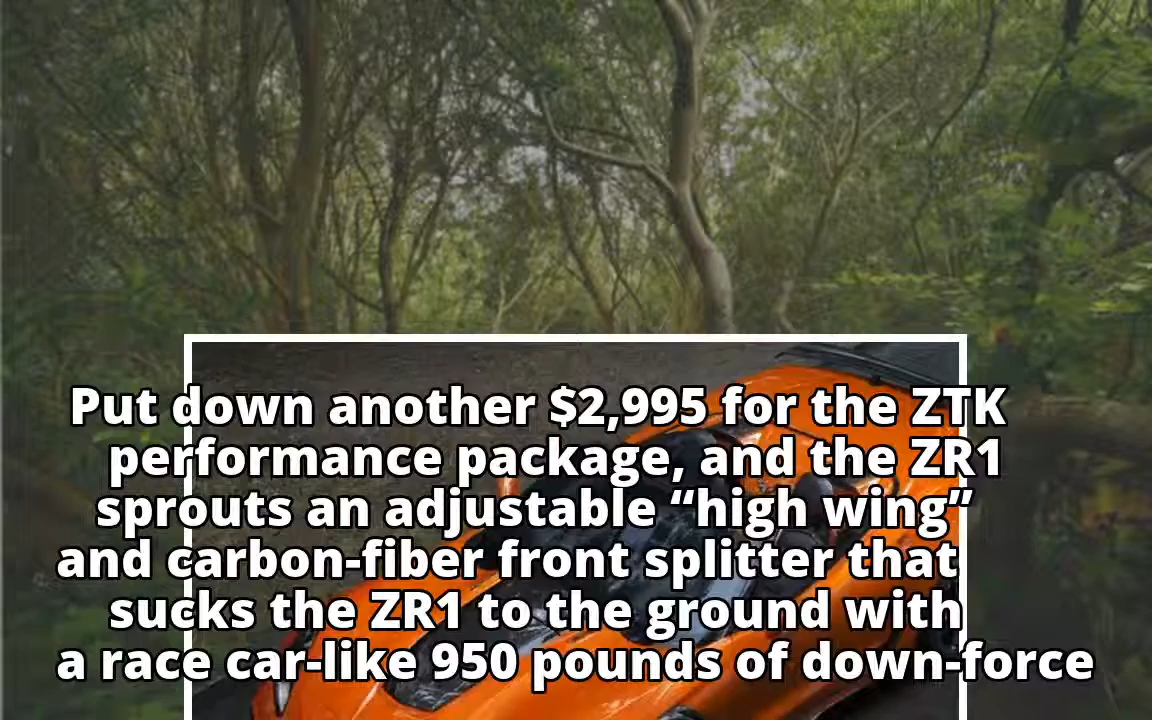 Put down another $2,995 for the ZTK
performance package, and the ZR1
sprouts an adjustable “high wing”
and carbon-fiber front splitter that
sucks the ZR1 to the ground with
a race car-like 950 pounds of down-force